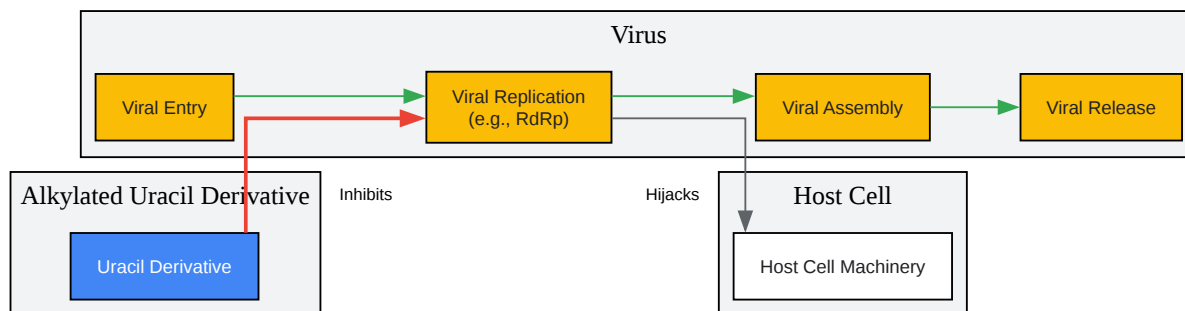 Virus
Viral Entry
Viral Replication
(e.g., RdRp)
Viral Assembly
Viral Release
Alkylated Uracil Derivative
Inhibits
Hijacks
Host Cell
Uracil Derivative
Host Cell Machinery